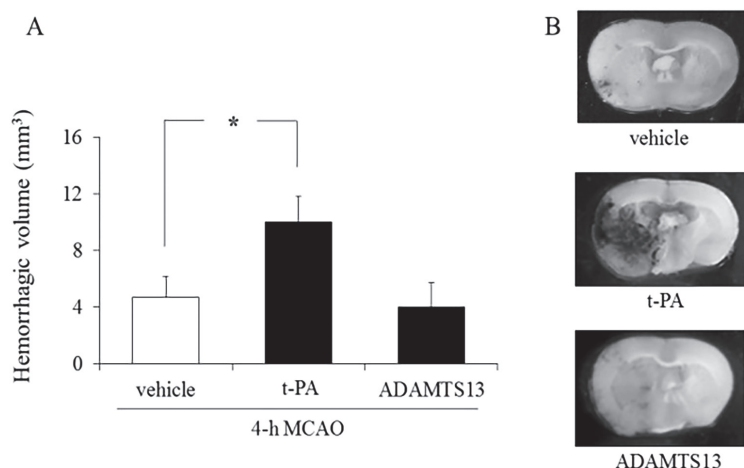 A
Hemorrhagic volume (mm³)
16
12
8
4
0
*
vehicle
t-PA
ADAMTS13
4-h MCAO
B
vehicle
t-PA
ADAMTS13